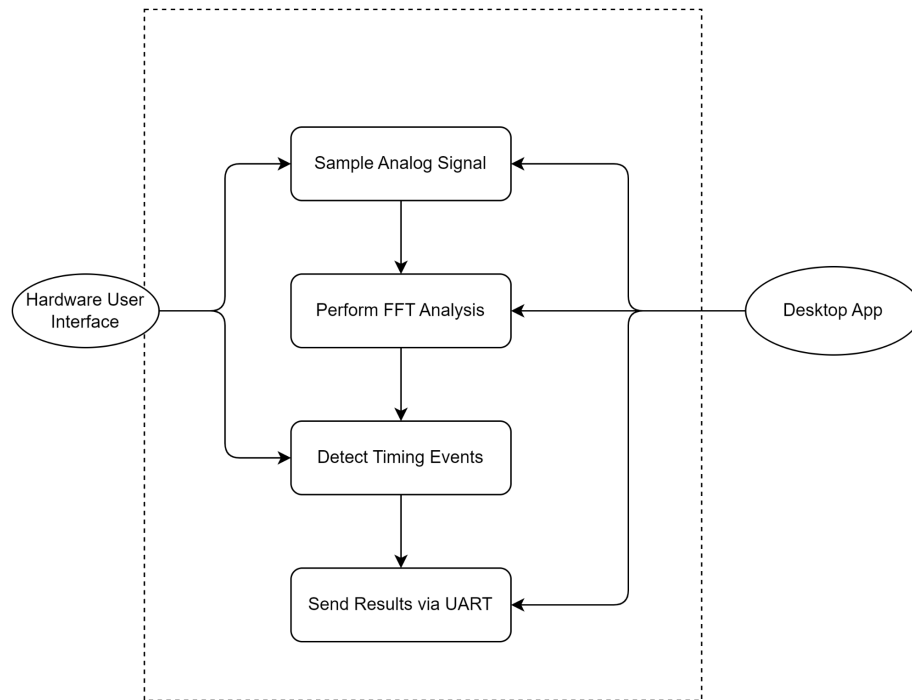 Sample Analog Signal
Hardware User
Interface
Perform FFT Analysis
Desktop App
Detect Timing Events
Send Results via UART